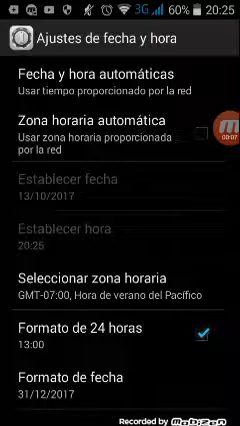 3G 60% 20:25
Ajustes de fecha y hora
Fecha y hora automáticas
Usar tiempo proporcionado por la red
Zona horaria automática
Usar zona horaria proporcionada
por la red
00:07
Establecer fecha
13/10/2017
Establecer hora
20:25
Seleccionar zona horaria
GMT-07:00, Hora de verano del Pacífico
Formato de 24 horas
13:00
Formato de fecha
31/12/2017
Recorded by Mobizen